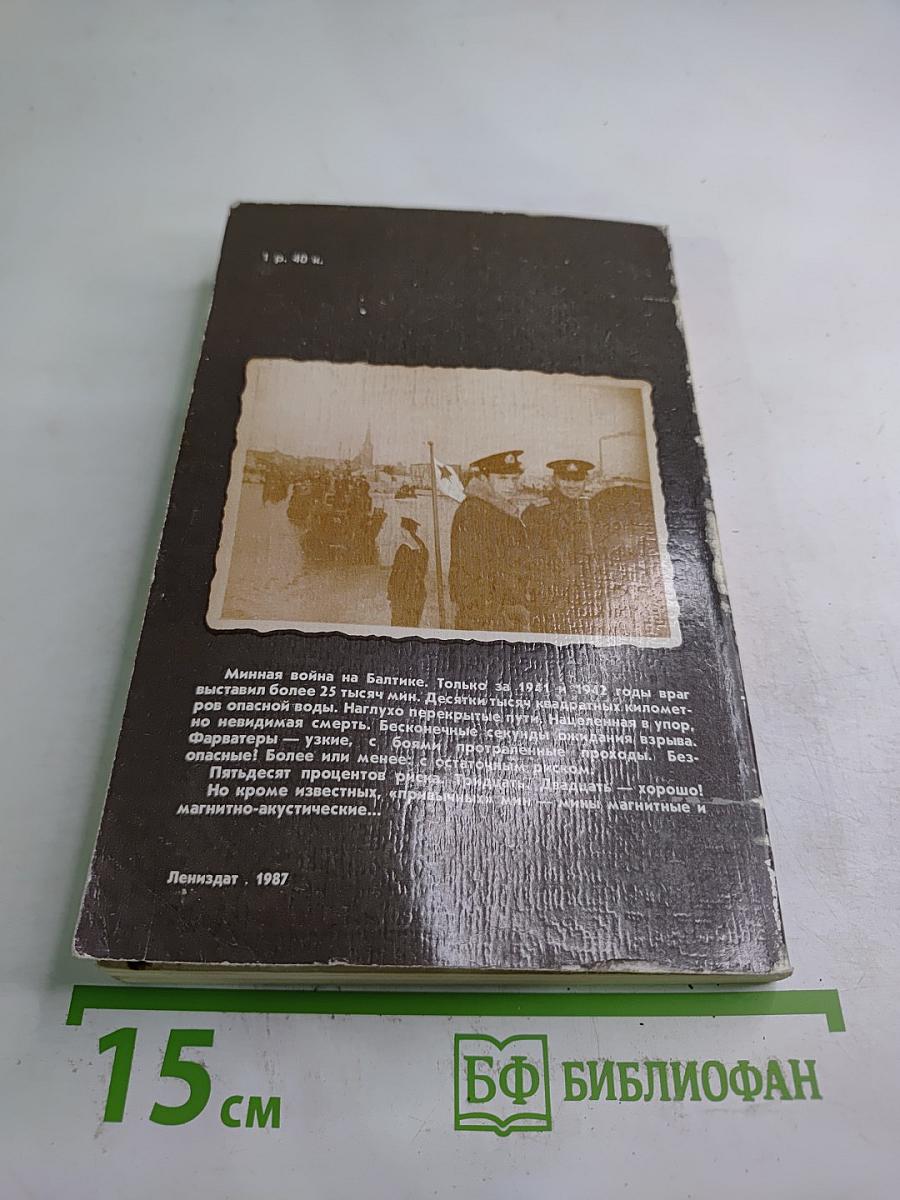 1 р. 40 к.
Минная война на Балтике. Только за 1941 и 1942 годы враг
выставил более 25 тысяч мин. Десятки тысяч квадратных километ-
ров опасной воды. Наглухо перекрытые пути. Нацеленная в упор,
но невидимая смерть. Бесконечные секунды ожидания взрыва.
Фарватеры — узкие, с боями протраленные проходы. Без-
опасные! Более или менее: с остаточным риском.
Пятьдесят процентов риска. Тридцать. Двадцать — хорошо!
Но кроме известных, «привычных» мин — мины магнитные и
магнитно-акустические...
Лениздат . 1987
15 см
БФ БИБЛИОФАН